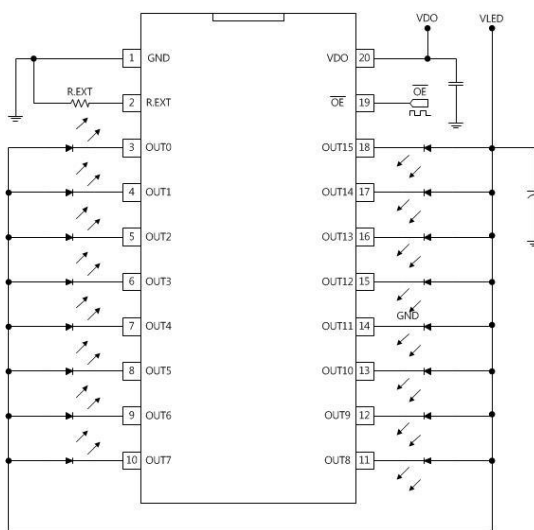 VDO VLED
1 GND VDO 20
R.EXT 2 R.EXT OE 19 OE
3 OUT0 OUT15 18
4 OUT1 OUT14 17
5 OUT2 OUT13 16
6 OUT3 OUT12 15
GND
7 OUT4 OUT11 14
8 OUT5 OUT10 13
9 OUT6 OUT9 12
10 OUT7 OUT8 11